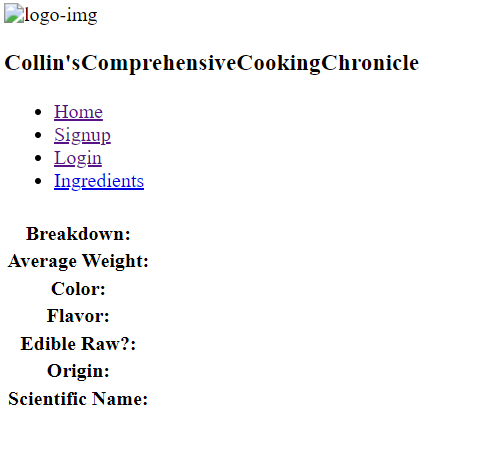 logo-img
Collin'sComprehensiveCookingChronicle
Home
Signup
Login
Ingredients
Breakdown:
Average Weight:
Color:
Flavor:
Edible Raw?:
Origin:
Scientific Name: